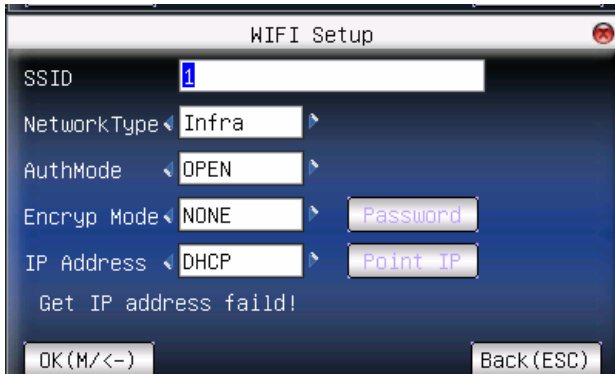 WIFI Setup
SSID 1
NetworkType Infra
AuthMode OPEN
Encryp Mode NONE Password
IP Address DHCP Point IP
Get IP address faild!
OK(M/<-) Back(ESC)